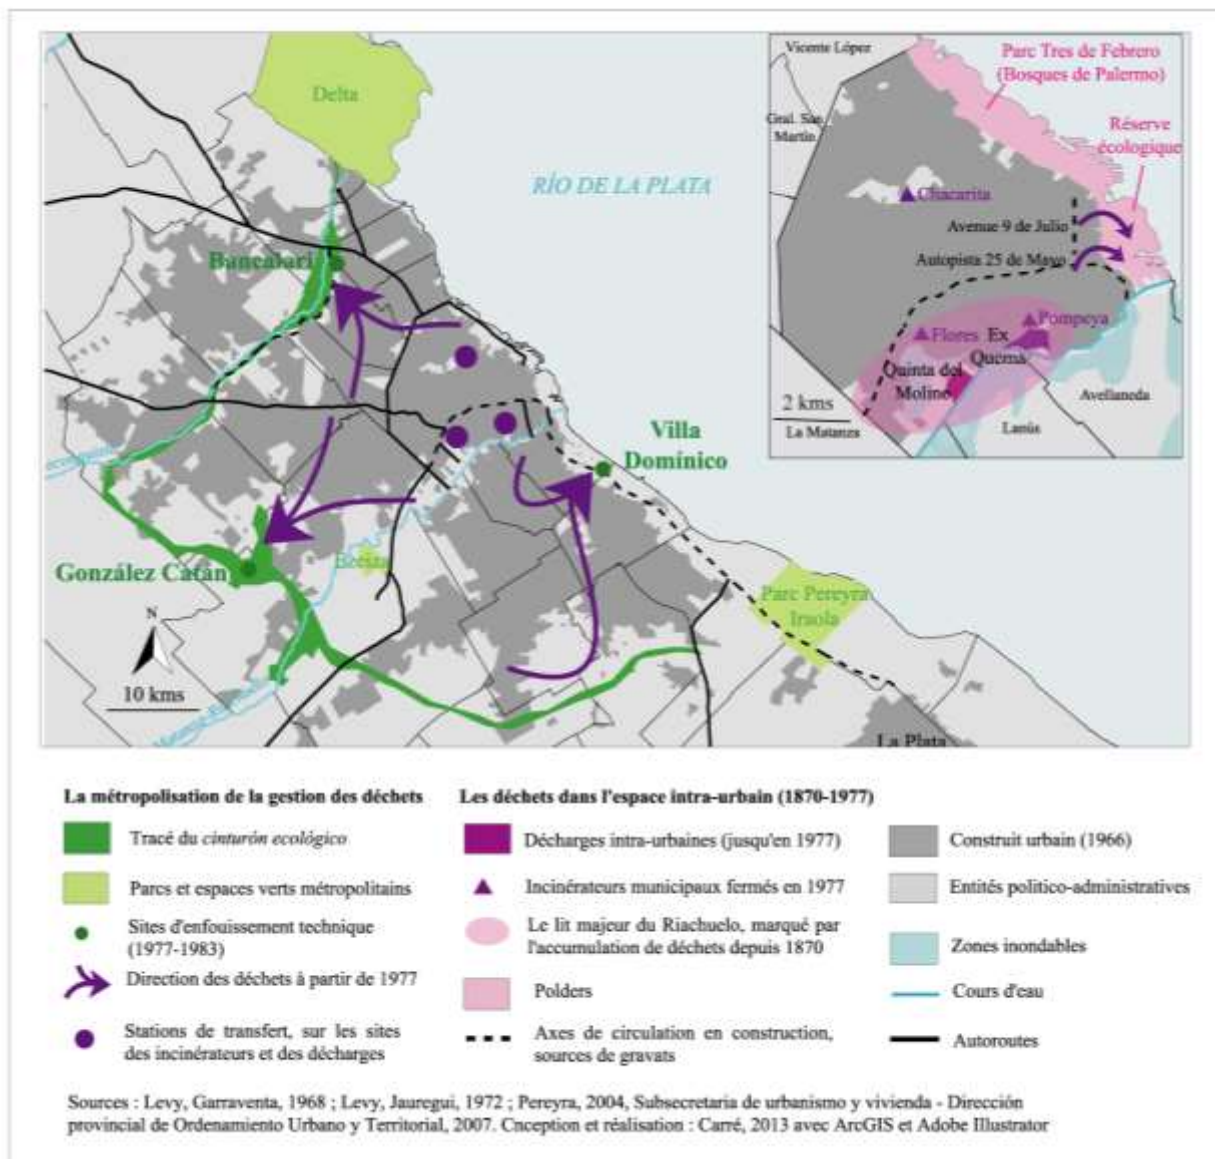 Delta
RÍO DE LA PLATA
Bancalari
Villa
Domínico
González Catán
Ezeiza
Parc Pereyra
Iraola
La Plata
N
10 kms
Vicente López
Parc Tres de Febrero
(Bosques de Palermo)
Gral. San
Martín
Réserve
écologique
Chacarita
Avenue 9 de Julio
Autopista 25 de Mayo
Pompeya
Flores
Ex
Quema
Quinta del
Molino
2 kms
La Matanza
Lanús
Avellaneda
La métropolisation de la gestion des déchets
Tracé du cinturón ecológico
Parcs et espaces verts métropolitains
Sites d'enfouissement technique
(1977-1983)
Direction des déchets à partir de 1977
Stations de transfert, sur les sites
des incinérateurs et des décharges
Les déchets dans l'espace intra-urbain (1870-1977)
Décharges intra-urbaines (jusqu'en 1977)
Incinérateurs municipaux fermés en 1977
Le lit majeur du Riachuelo, marqué par
l'accumulation de déchets depuis 1870
Polders
Axes de circulation en construction,
sources de gravats
Construit urbain (1966)
Entités politico-administratives
Zones inondables
Cours d'eau
Autoroutes
Sources : Levy, Garraventa, 1968 ; Levy, Jauregui, 1972 ; Pereyra, 2004, Subsecretaria de urbanismo y vivienda - Dirección
provincial de Ordenamiento Urbano y Territorial, 2007. Cnception et réalisation : Carré, 2013 avec ArcGIS et Adobe Illustrator